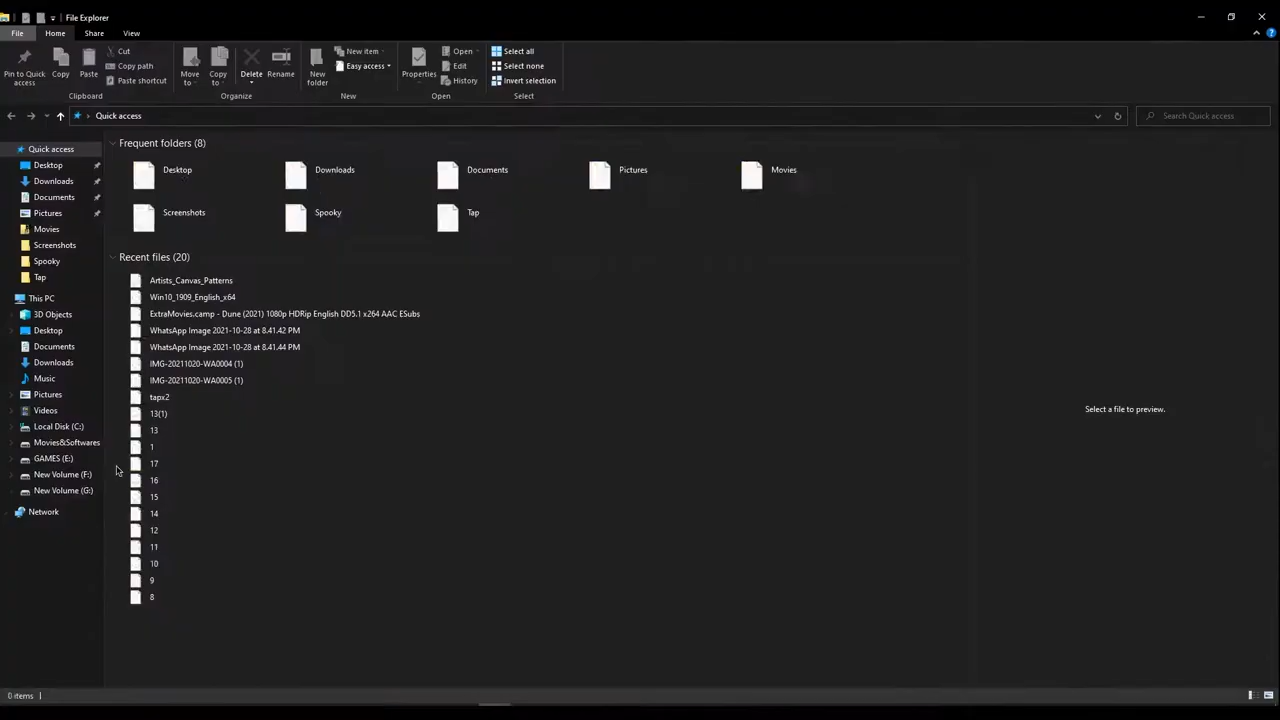 File Explorer
File Home Share View
Pin to Quick access
Copy
Paste
Cut
Copy path
Paste shortcut
Clipboard
Move to
Copy to
Delete
Rename
Organize
New folder
New item
Easy access
New
Properties
Open
Edit
History
Open
Select all
Select none
Invert selection
Select
Quick access
Search Quick access
Quick access
Desktop
Downloads
Documents
Pictures
Movies
Screenshots
Spooky
Tap
This PC
3D Objects
Desktop
Documents
Downloads
Music
Pictures
Videos
Local Disk (C:)
Movies&Softwares
GAMES (E:)
New Volume (F:)
New Volume (G:)
Network
Frequent folders (8)
Desktop Downloads Documents Pictures Movies
Screenshots Spooky Tap
Recent files (20)
Artists_Canvas_Patterns
Win10_1909_English_x64
ExtraMovies.camp - Dune (2021) 1080p HDRip English DD5.1 x264 AAC ESubs
WhatsApp Image 2021-10-28 at 8.41.42 PM
WhatsApp Image 2021-10-28 at 8.41.44 PM
IMG-20211020-WA0004 (1)
IMG-20211020-WA0005 (1)
tapx2
13(1)
13
1
17
16
15
14
12
11
10
9
8
Select a file to preview.
0 items